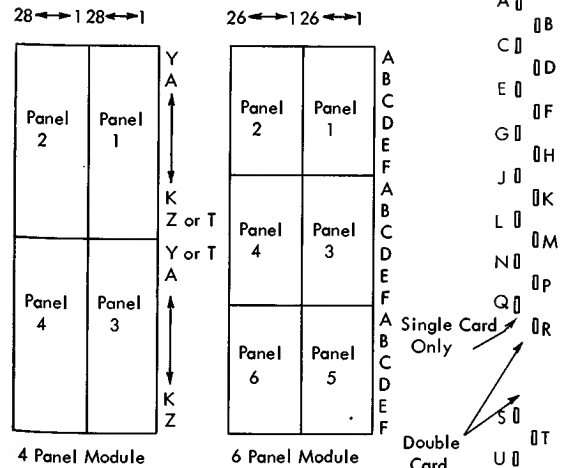 28 ↔ 1 28 ↔ 1
Y
A
Panel
2
Panel
1
K
Z or T
Y or T
A
Panel
4
Panel
3
K
Z
4 Panel Module
26 ↔ 1 26 ↔ 1
A
B
C
D
E
F
Panel
2
Panel
1
A
B
C
D
E
F
Panel
4
Panel
3
A
B
C
D
E
F
Panel
6
Panel
5
6 Panel Module
A
B
C
D
E
F
G
H
J
K
L
M
N
P
Q
R
Single Card
Only
S
T
U
Double
Card